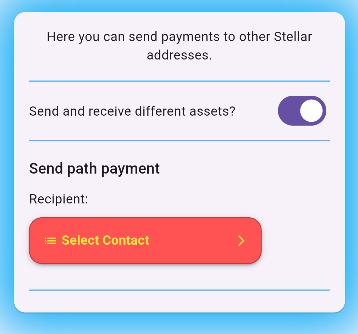 Here you can send payments to other Stellar
addresses.
Send and receive different assets?
Send path payment
Recipient:
Select Contact